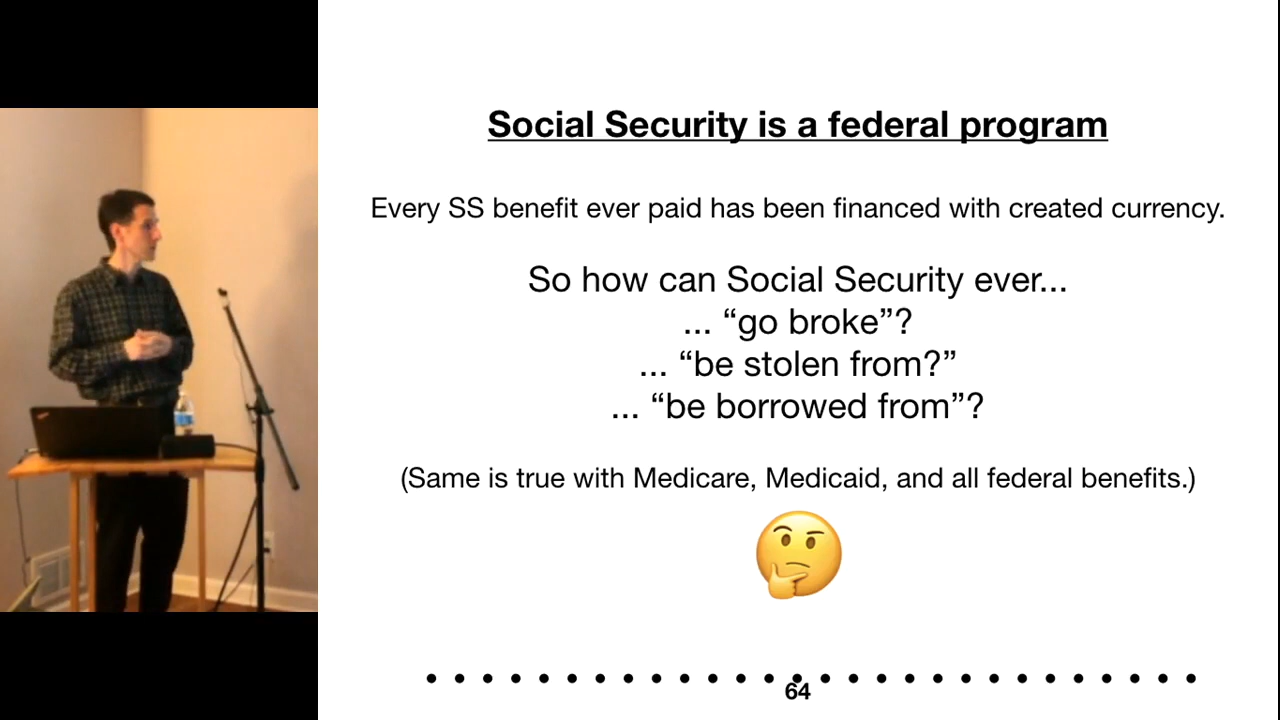 Social Security is a federal program
Every SS benefit ever paid has been financed with created currency.
So how can Social Security ever...
... “go broke”?
... “be stolen from?”
... “be borrowed from”?
(Same is true with Medicare, Medicaid, and all federal benefits.)
64